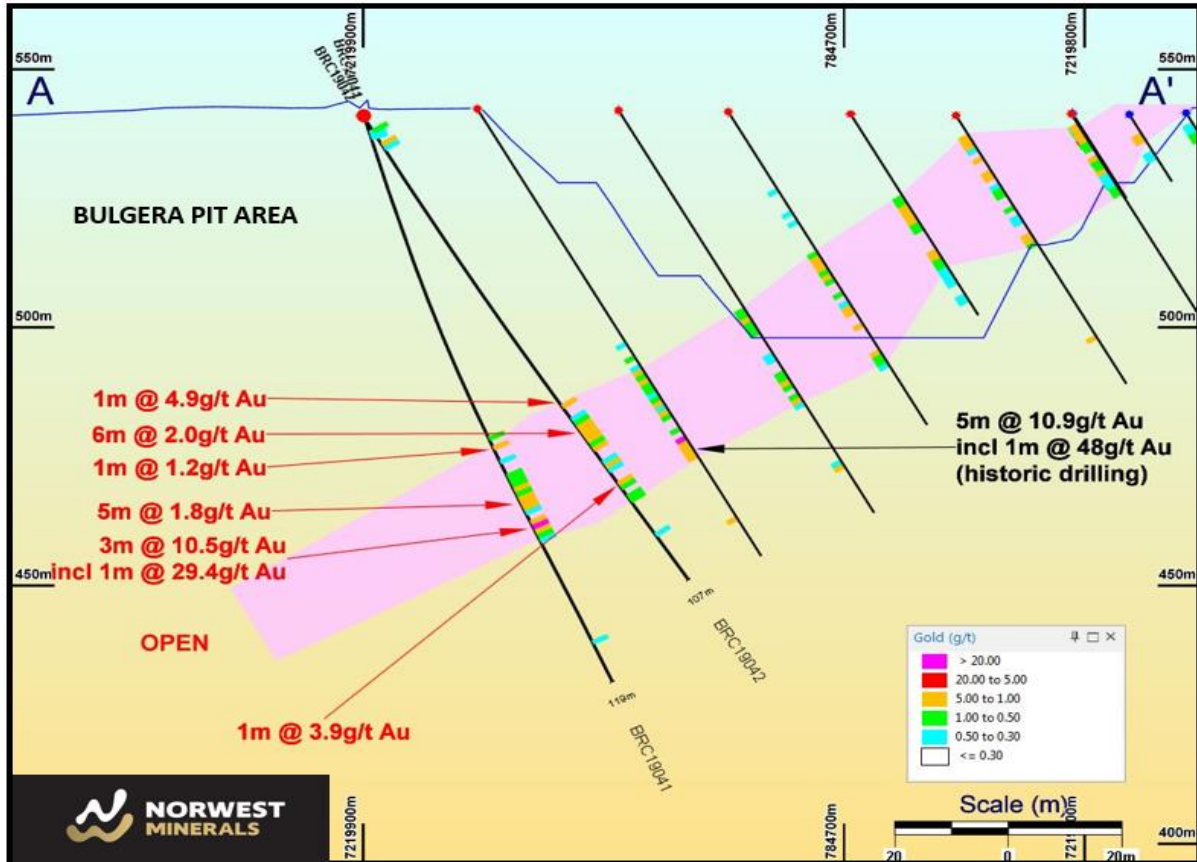 7219900m
784700m
7219800m
550m
550m
A
A'
BRC19041
BRC19042
BULGERA PIT AREA
500m
500m
1m @ 4.9g/t Au
6m @ 2.0g/t Au
1m @ 1.2g/t Au
5m @ 1.8g/t Au
3m @ 10.5g/t Au
incl 1m @ 29.4g/t Au
5m @ 10.9g/t Au
incl 1m @ 48g/t Au
(historic drilling)
450m
450m
OPEN
107m
BRC19042
119m
BRC19041
1m @ 3.9g/t Au
Gold (g/t)
> 20.00
20.00 to 5.00
5.00 to 1.00
1.00 to 0.50
0.50 to 0.30
<= 0.30
NORWEST
MINERALS
Scale (m)
20
0
20m
7219900m
784700m
7219800m
400m